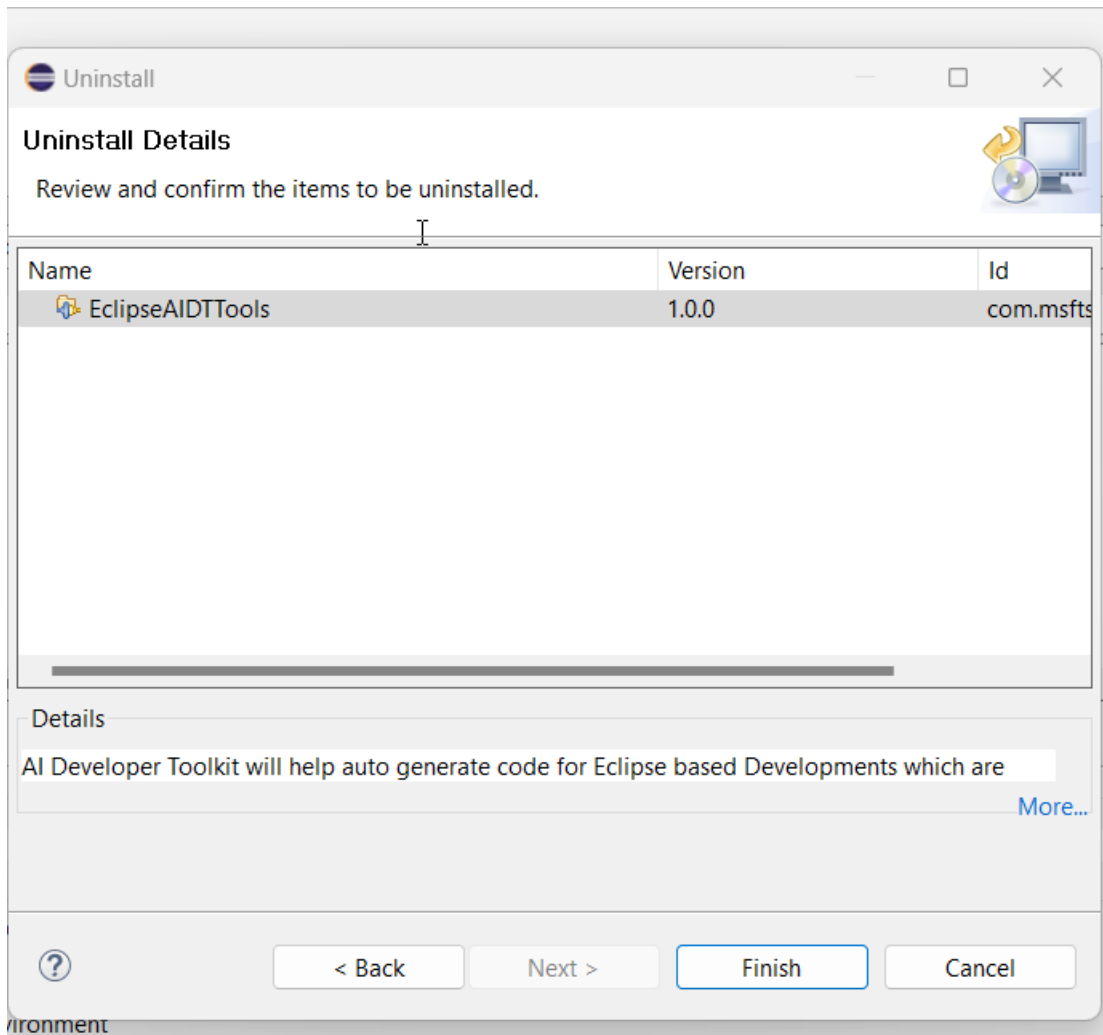 Uninstall
Uninstall Details
Review and confirm the items to be uninstalled.
Name Version Id
EclipseAIDTTools 1.0.0 com.msfts
Details
AI Developer Toolkit will help auto generate code for Eclipse based Developments which are
More...
< Back Next > Finish Cancel
vironment